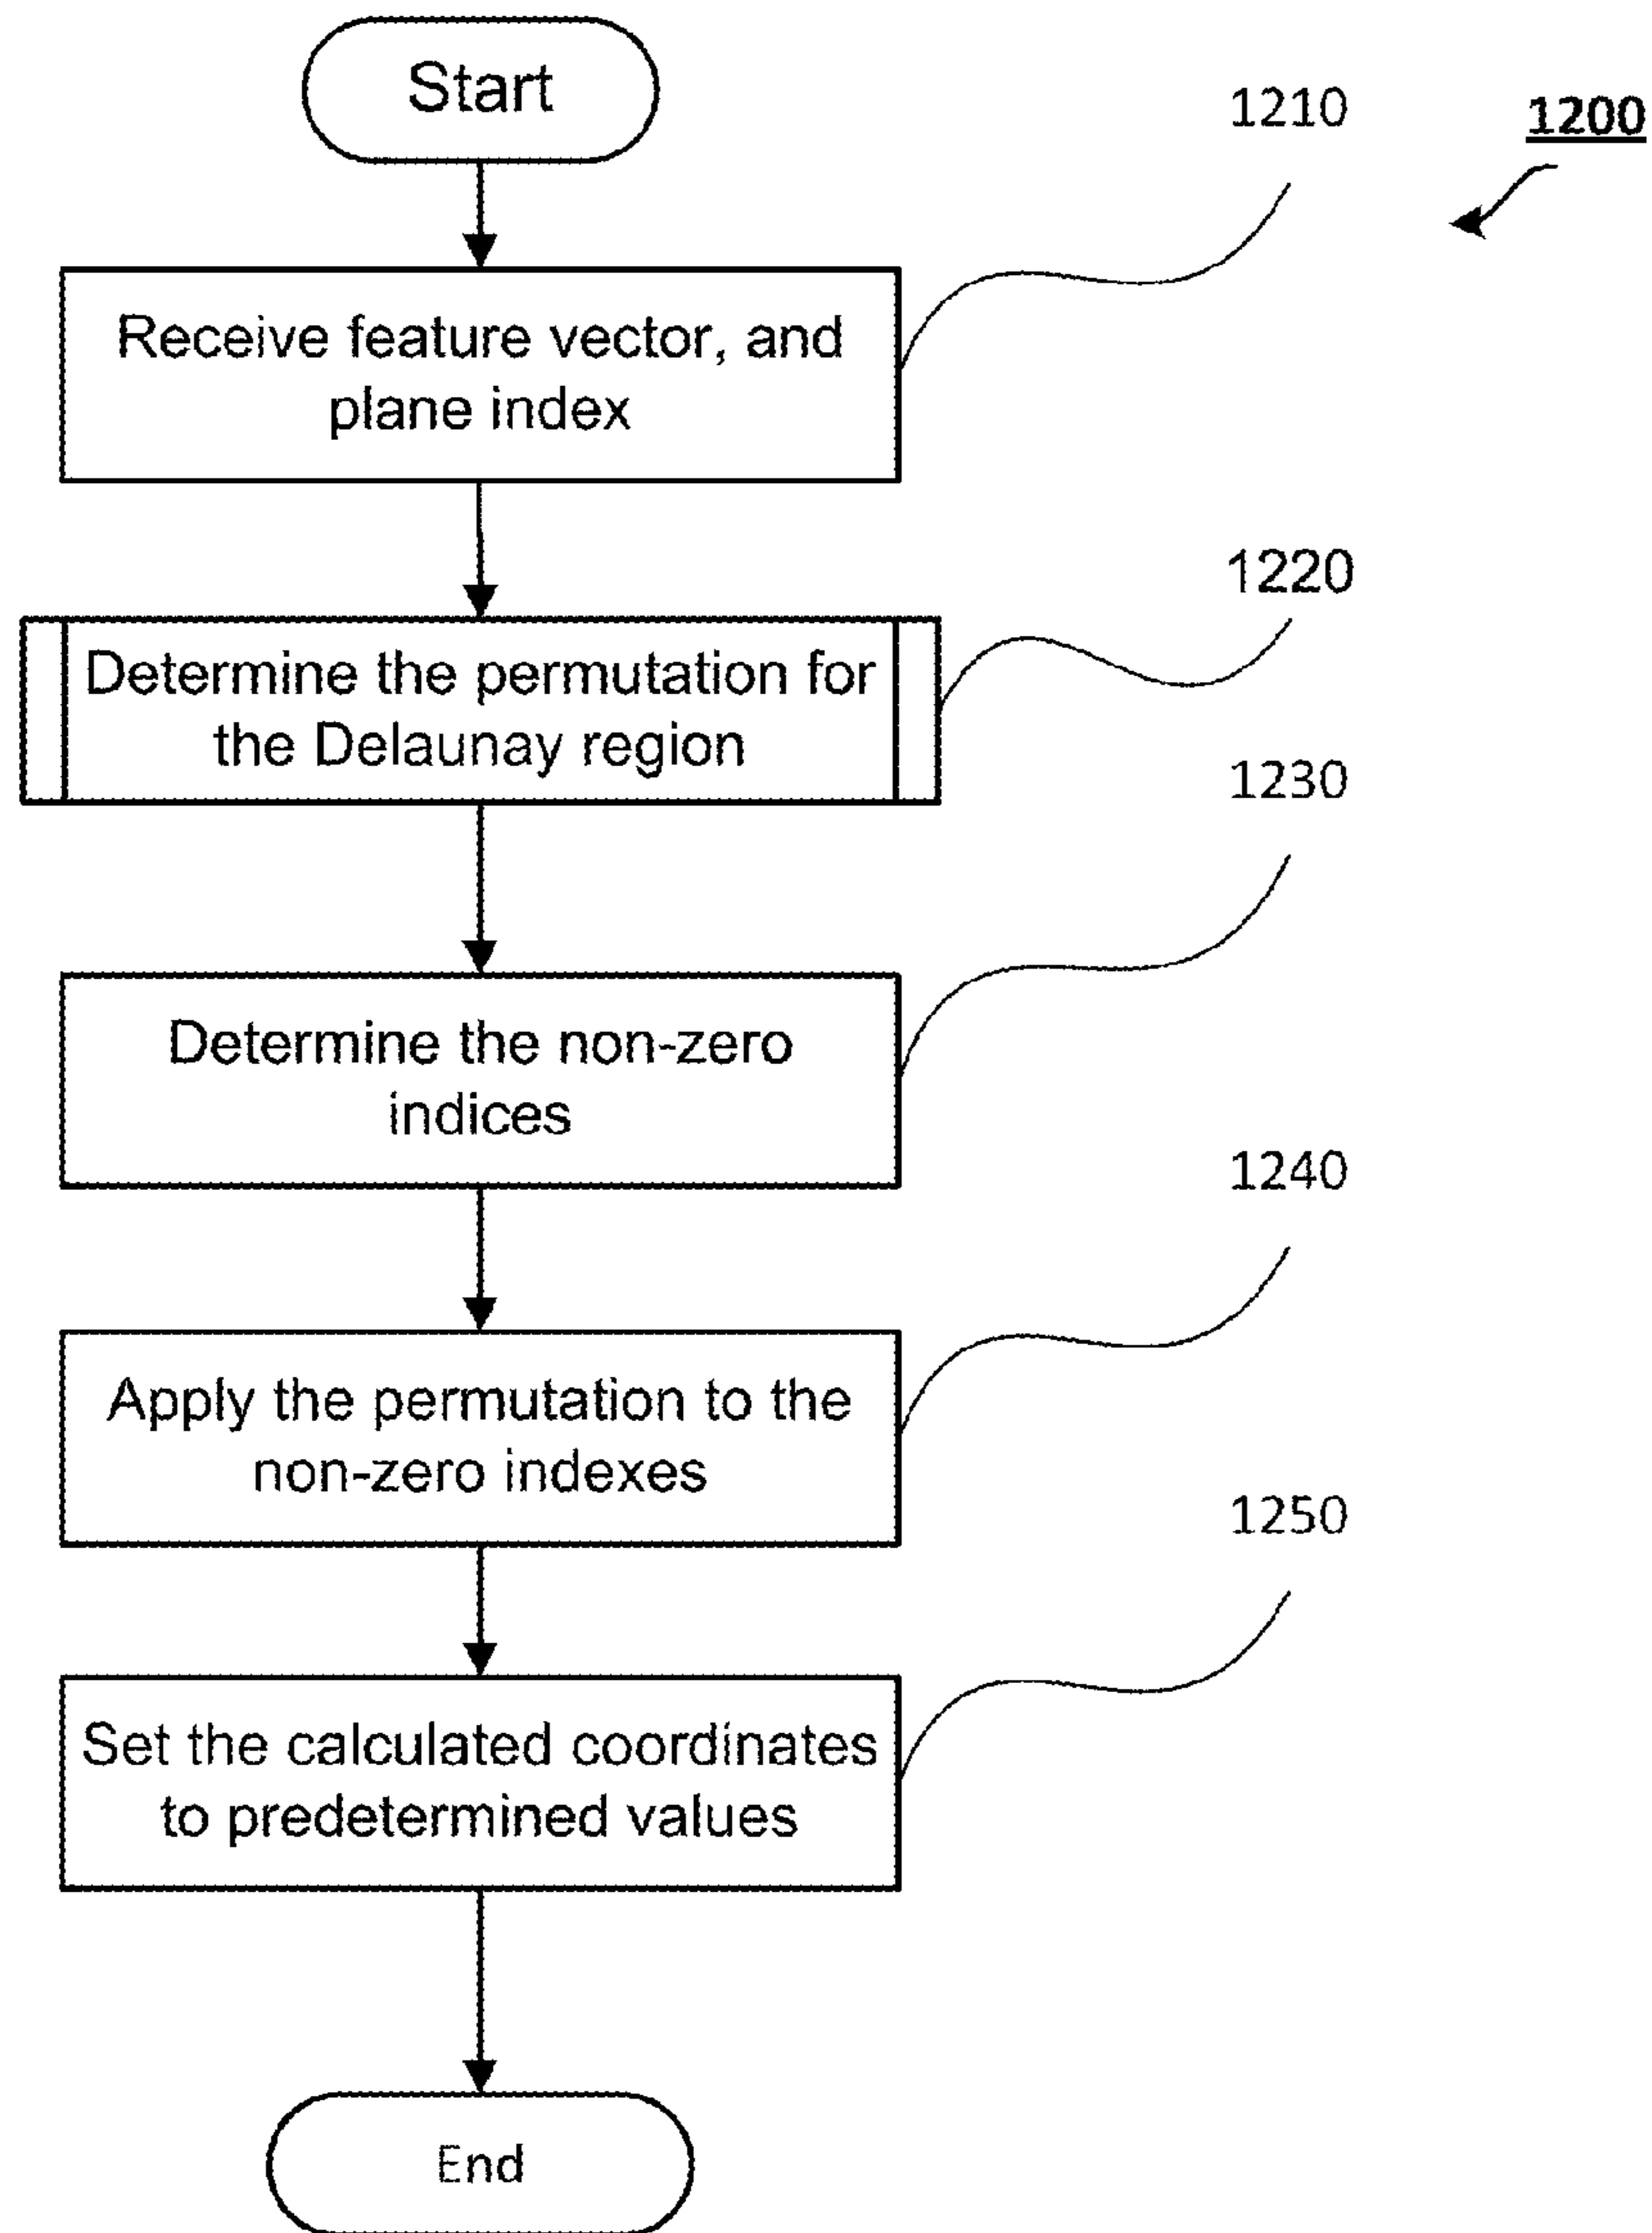 Start
1210
1200
Receive feature vector, and
plane index
1220
Determine the permutation for
the Delaunay region
1230
Determine the non-zero
indices
1240
Apply the permutation to the
non-zero indexes
1250
Set the calculated coordinates
to predetermined values
End